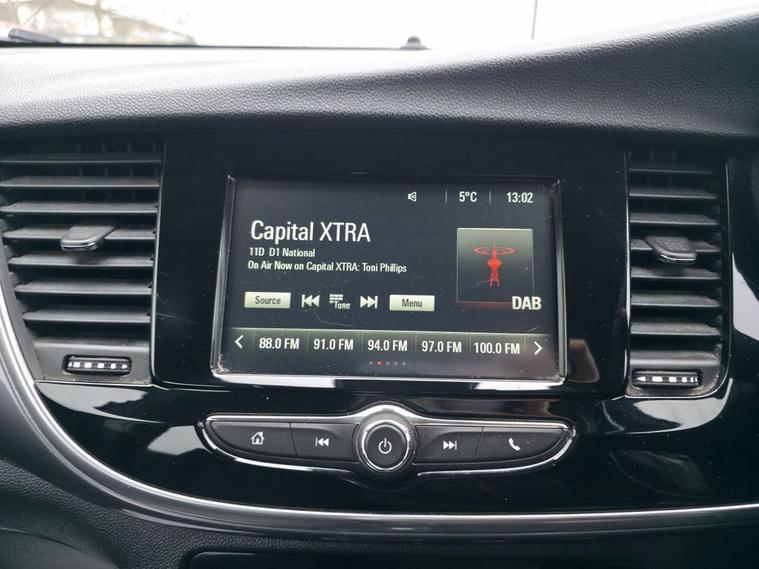 5°C 13:02
Capital XTRA
11D D1 National
On Air Now on Capital XTRA: Toni Phillips
Source Tune Menu
DAB
88.0 FM 91.0 FM 94.0 FM 97.0 FM 100.0 FM